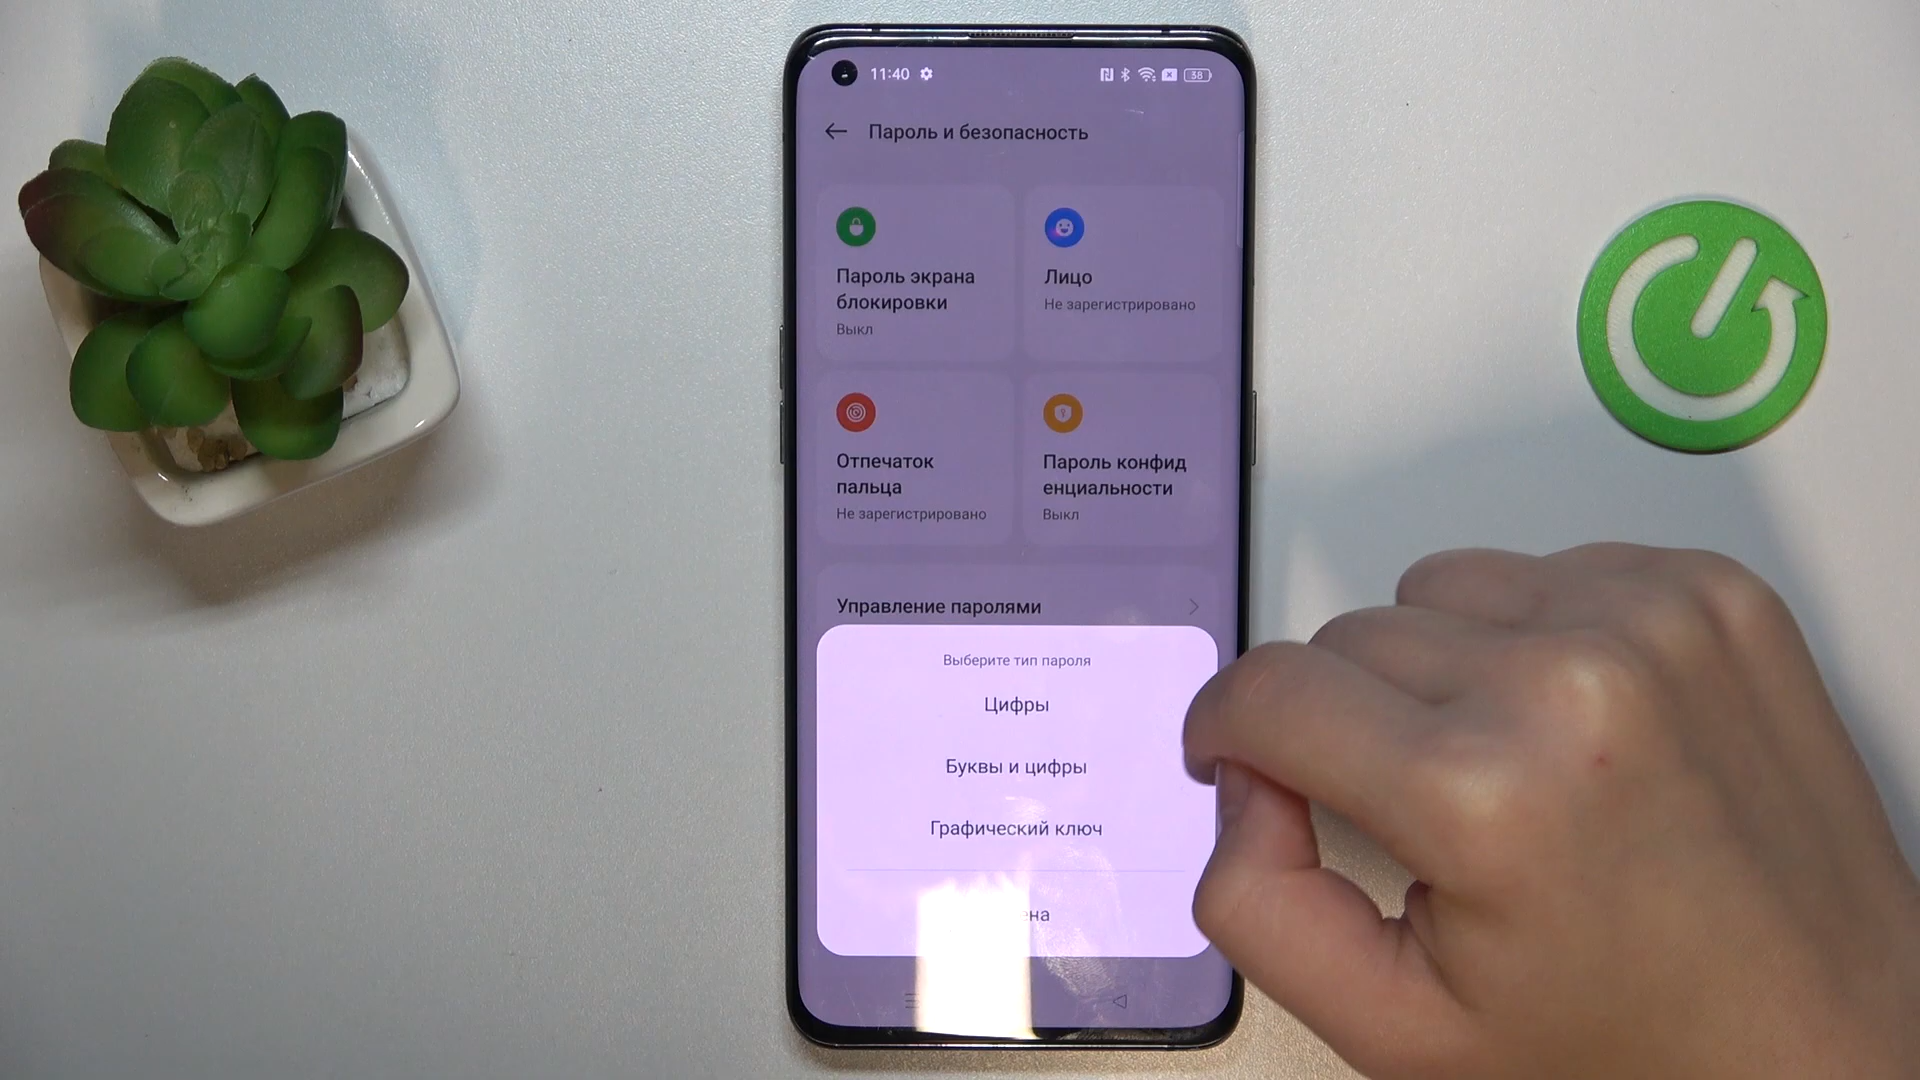 11:40
38
Пароль и безопасность
Пароль экрана
блокировки
Выкл
Лицо
Не зарегистрировано
Отпечаток
пальца
Не зарегистрировано
Пароль конфид
енциальности
Выкл
Управление паролями
Выберите тип пароля
Цифры
Буквы и цифры
Графический ключ